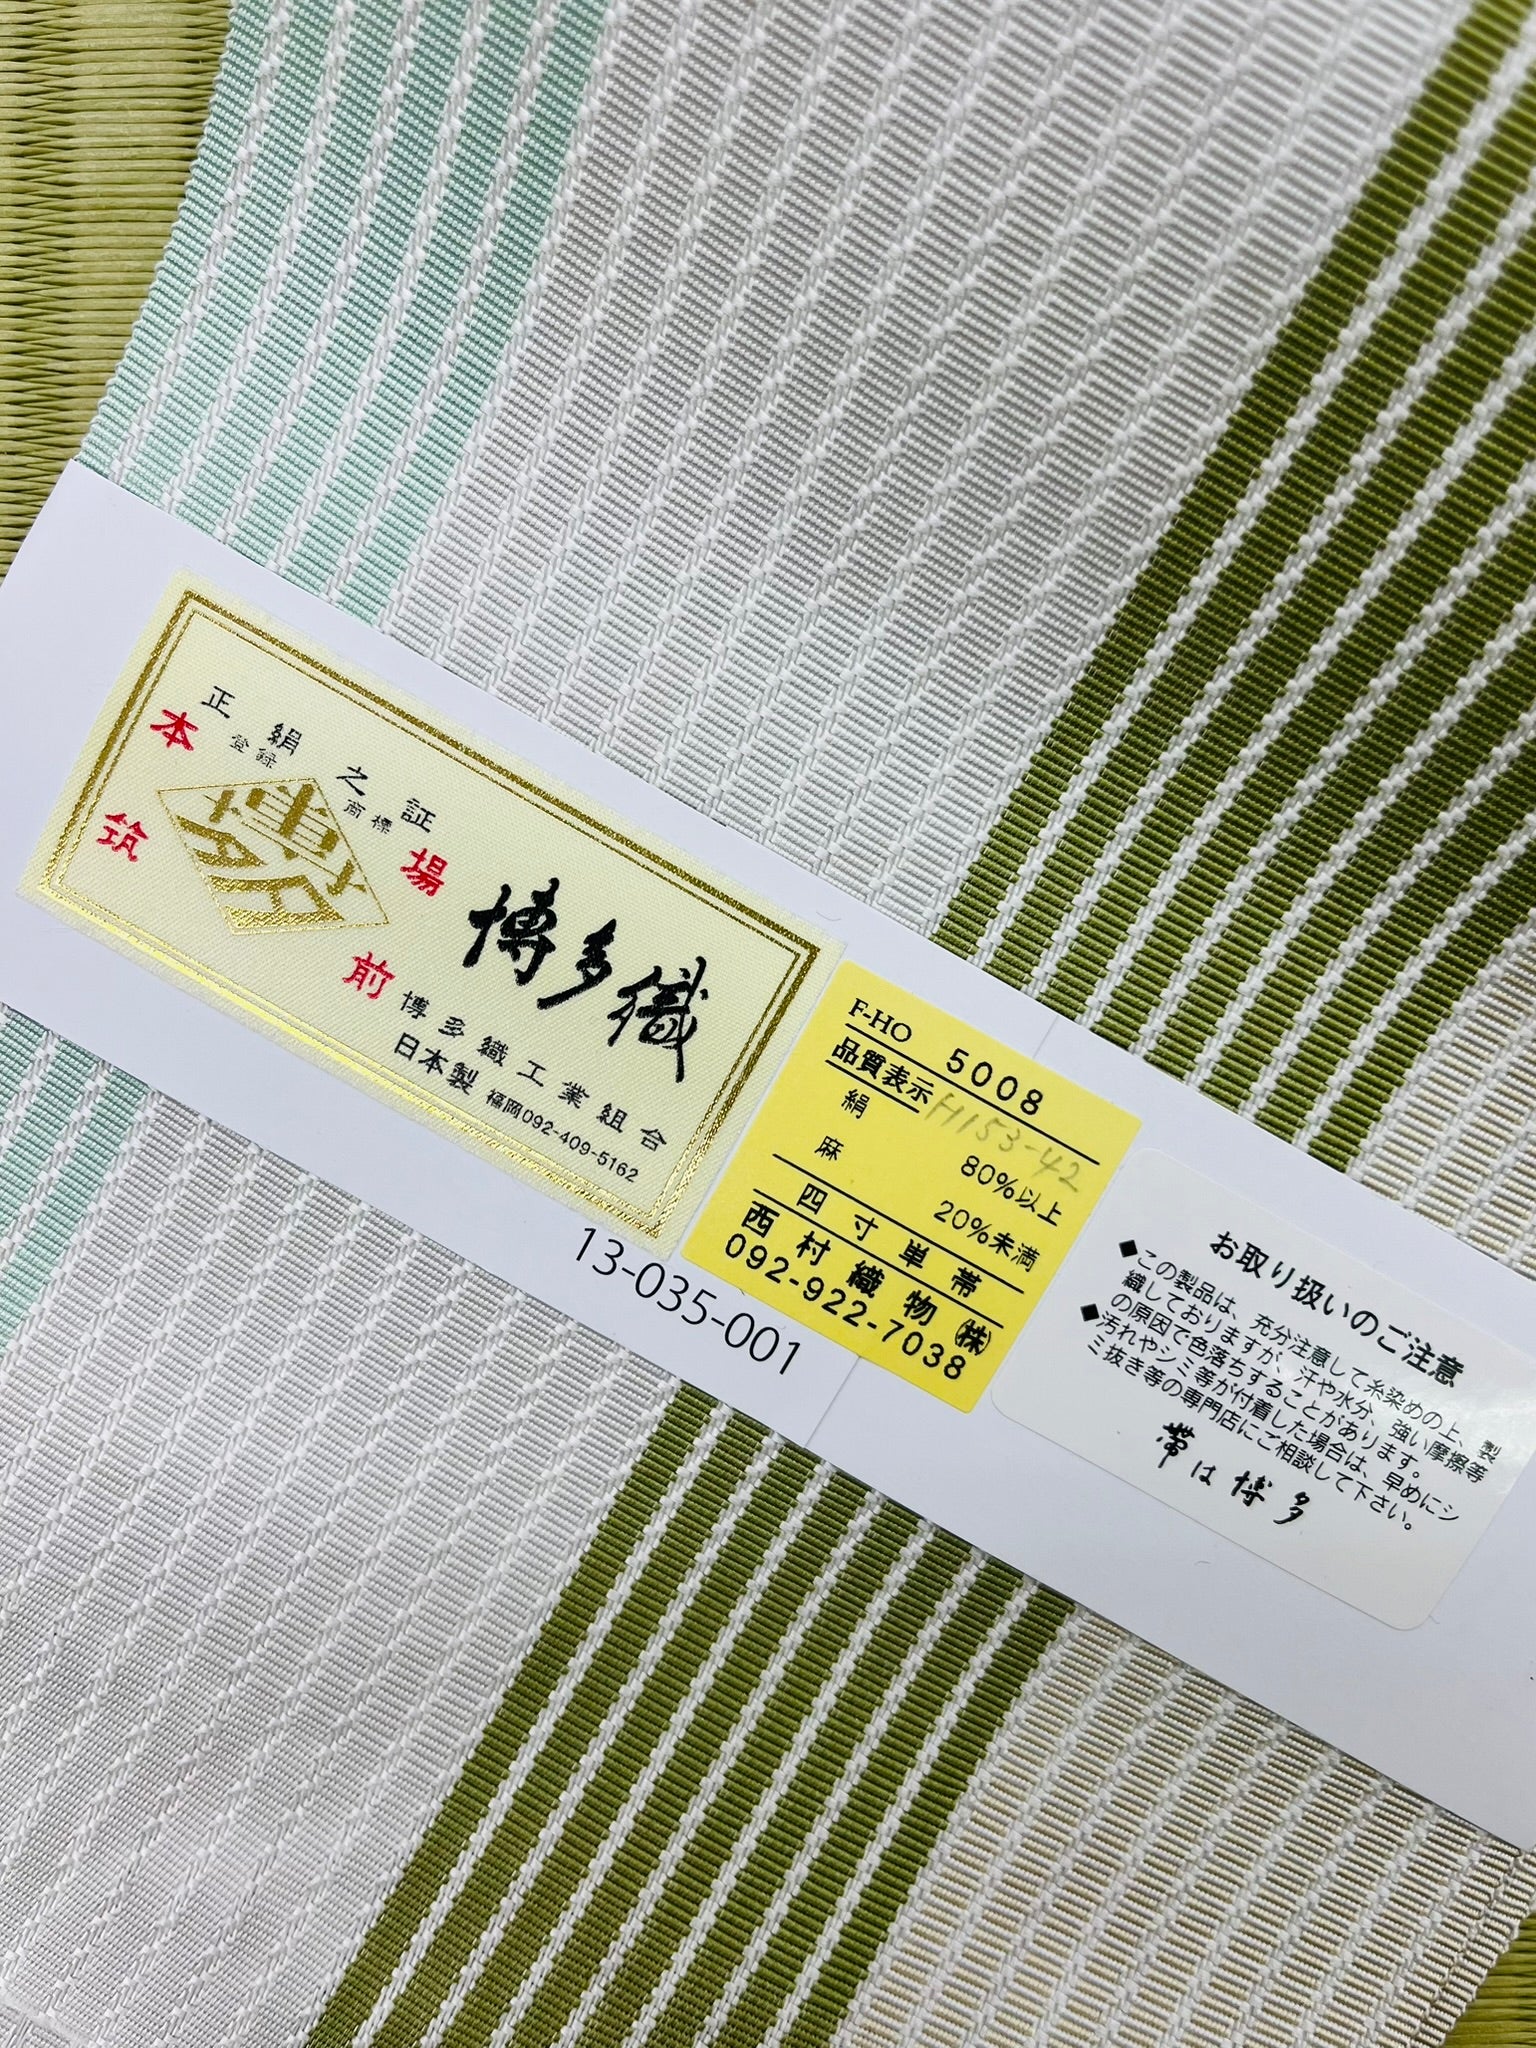 正絹之証
登録商標
本場
筑前
博多
博多織
博多織工業組合
日本製 福岡092-409-5162
13-035-001
F-HO 5008
品質表示 H153-42
絹 80%以上
麻 20%未満
四寸単帯
西村織物㈱
092-922-7038
お取り扱いのご注意
◆この製品は、充分注意して糸染めの上、製
織しておりますが、汗や水分、強い摩擦等
の原因で色落ちすることがあります。
◆汚れやシミ等が付着した場合は、早めにシ
ミ抜き等の専門店にご相談して下さい。
帯は博多